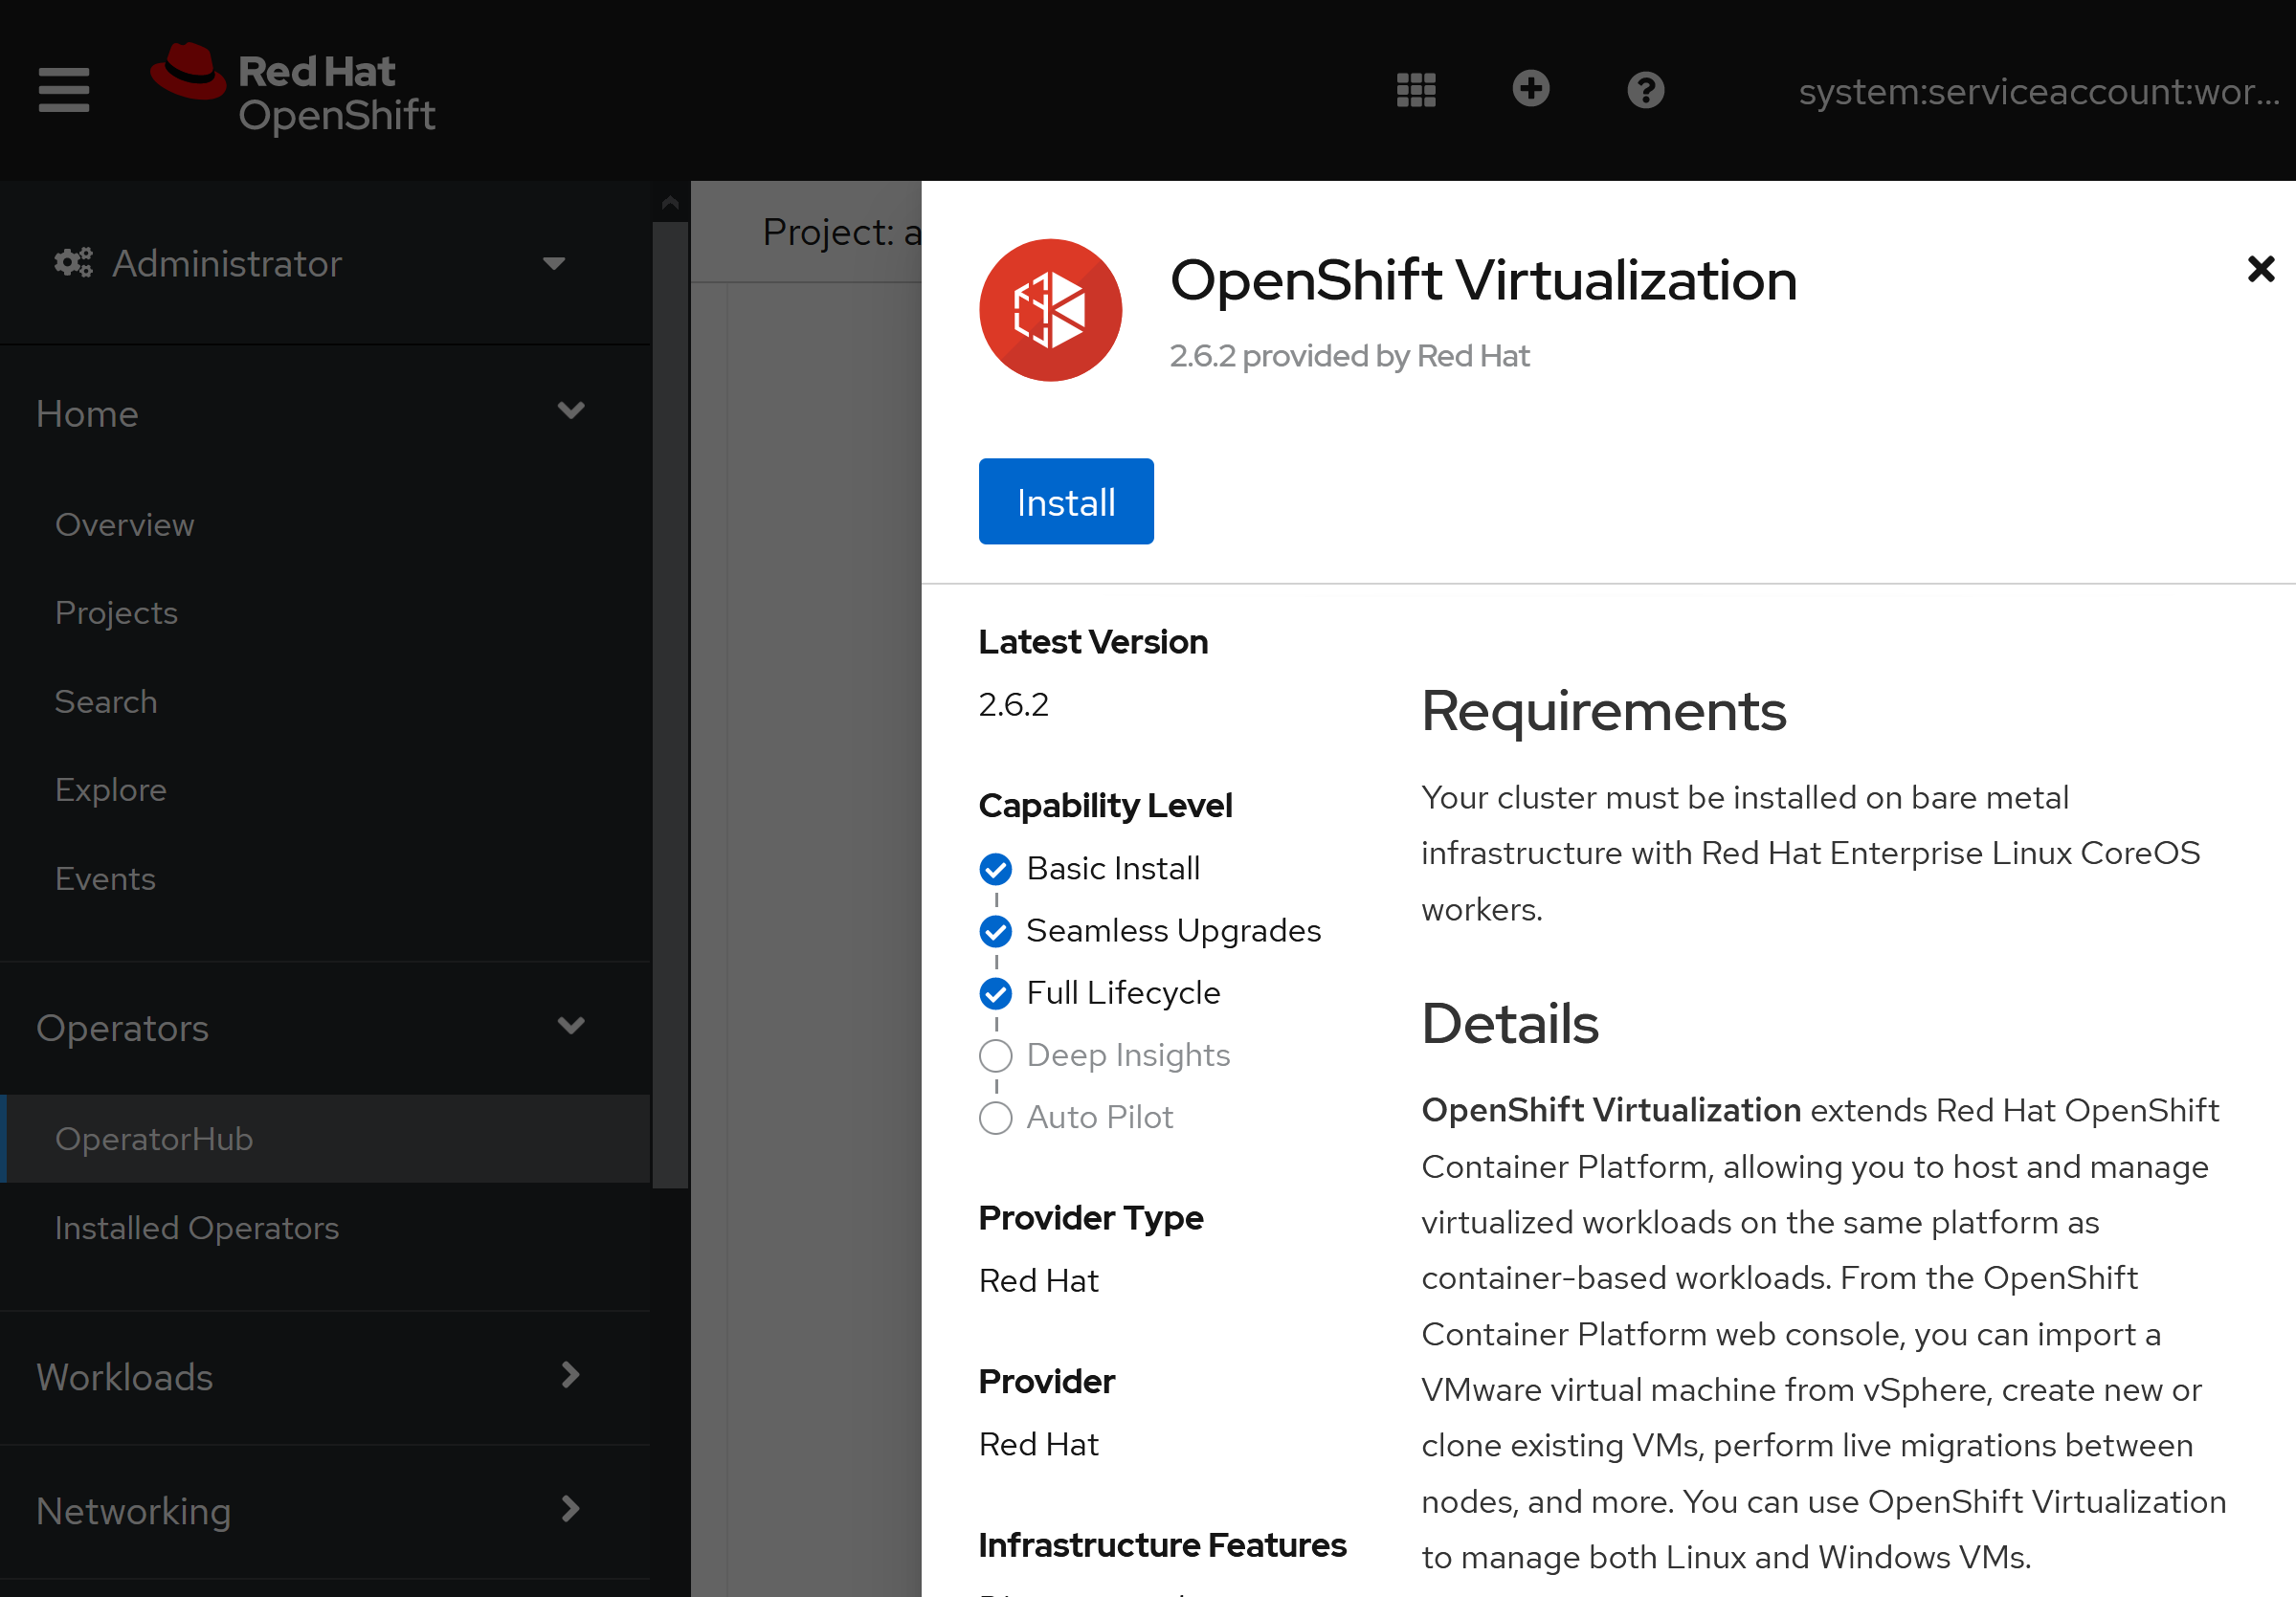 Red Hat
OpenShift
system:serviceaccount:wor...
Administrator
Home
Overview
Projects
Search
Explore
Events
Operators
OperatorHub
Installed Operators
Workloads
Networking
Project: a
OpenShift Virtualization
2.6.2 provided by Red Hat
Install
Latest Version
2.6.2
Capability Level
Basic Install
Seamless Upgrades
Full Lifecycle
Deep Insights
Auto Pilot
Provider Type
Red Hat
Provider
Red Hat
Infrastructure Features
Requirements
Your cluster must be installed on bare metal
infrastructure with Red Hat Enterprise Linux CoreOS
workers.
Details
OpenShift Virtualization extends Red Hat OpenShift
Container Platform, allowing you to host and manage
virtualized workloads on the same platform as
container-based workloads. From the OpenShift
Container Platform web console, you can import a
VMware virtual machine from vSphere, create new or
clone existing VMs, perform live migrations between
nodes, and more. You can use OpenShift Virtualization
to manage both Linux and Windows VMs.